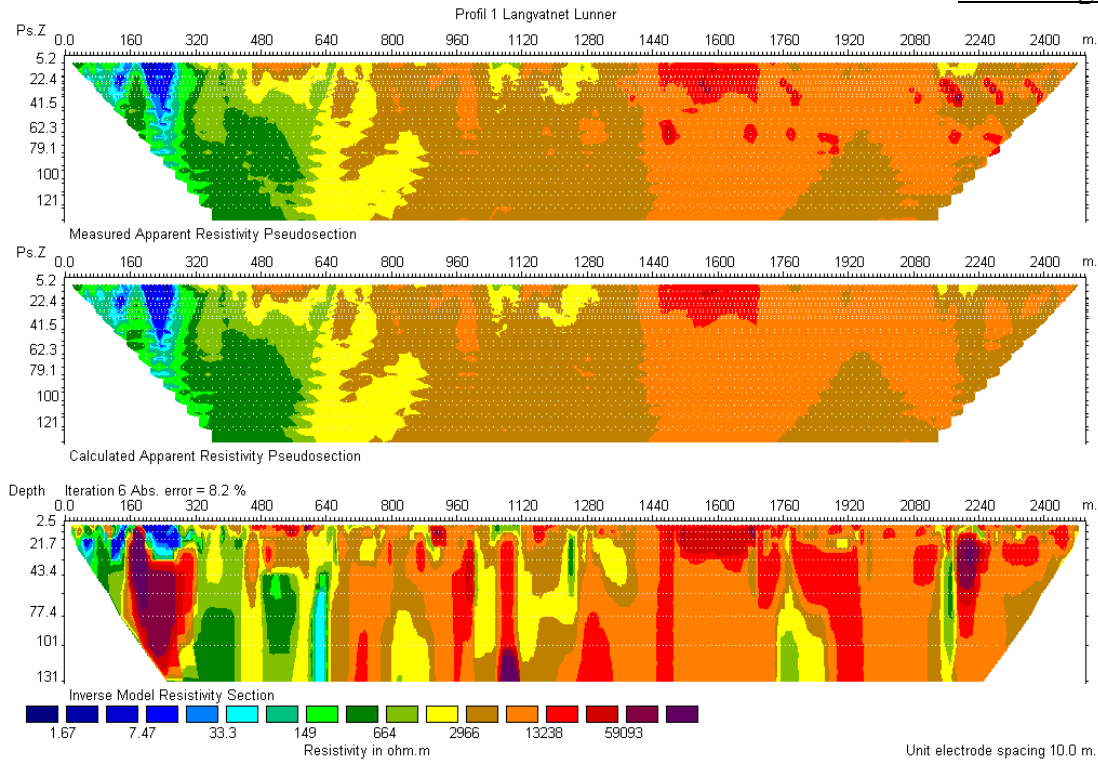 Profil 1 Langvatnet Lunner
Ps.Z 0.0 160 320 480 640 800 960 1120 1280 1440 1600 1760 1920 2080 2240 2400 m.
5.2
22.4
41.5
62.3
79.1
100
121
Measured Apparent Resistivity Pseudosection
Ps.Z 0.0 160 320 480 640 800 960 1120 1280 1440 1600 1760 1920 2080 2240 2400 m.
5.2
22.4
41.5
62.3
79.1
100
121
Calculated Apparent Resistivity Pseudosection
Depth Iteration 6 Abs. error = 8.2 %
0.0 160 320 480 640 800 960 1120 1280 1440 1600 1760 1920 2080 2240 2400 m.
2.5
21.7
43.4
77.4
101
131
Inverse Model Resistivity Section
1.67 7.47 33.3 149 664 2966 13238 59093
Resistivity in ohm.m
Unit electrode spacing 10.0 m.